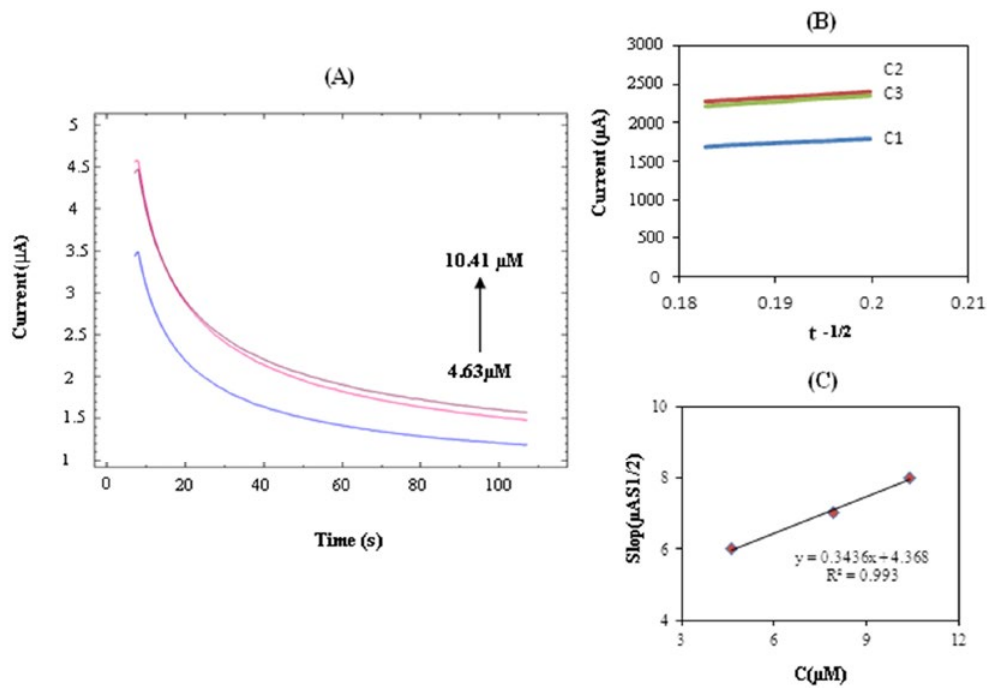 (A)
Current (µA)
5
4.5
4
3.5
3
2.5
2
1.5
1
0 20 40 60 80 100
Time (s)
10.41 µM
4.63µM
(B)
Current (µA)
3000
2500
2000
1500
1000
500
0
C2
C3
C1
0.18 0.19 0.2 0.21
t -1/2
(C)
Slop(µAS1/2)
10
8
6
4
y = 0.3436x + 4.368
R² = 0.993
3 6 9 12
C(µM)